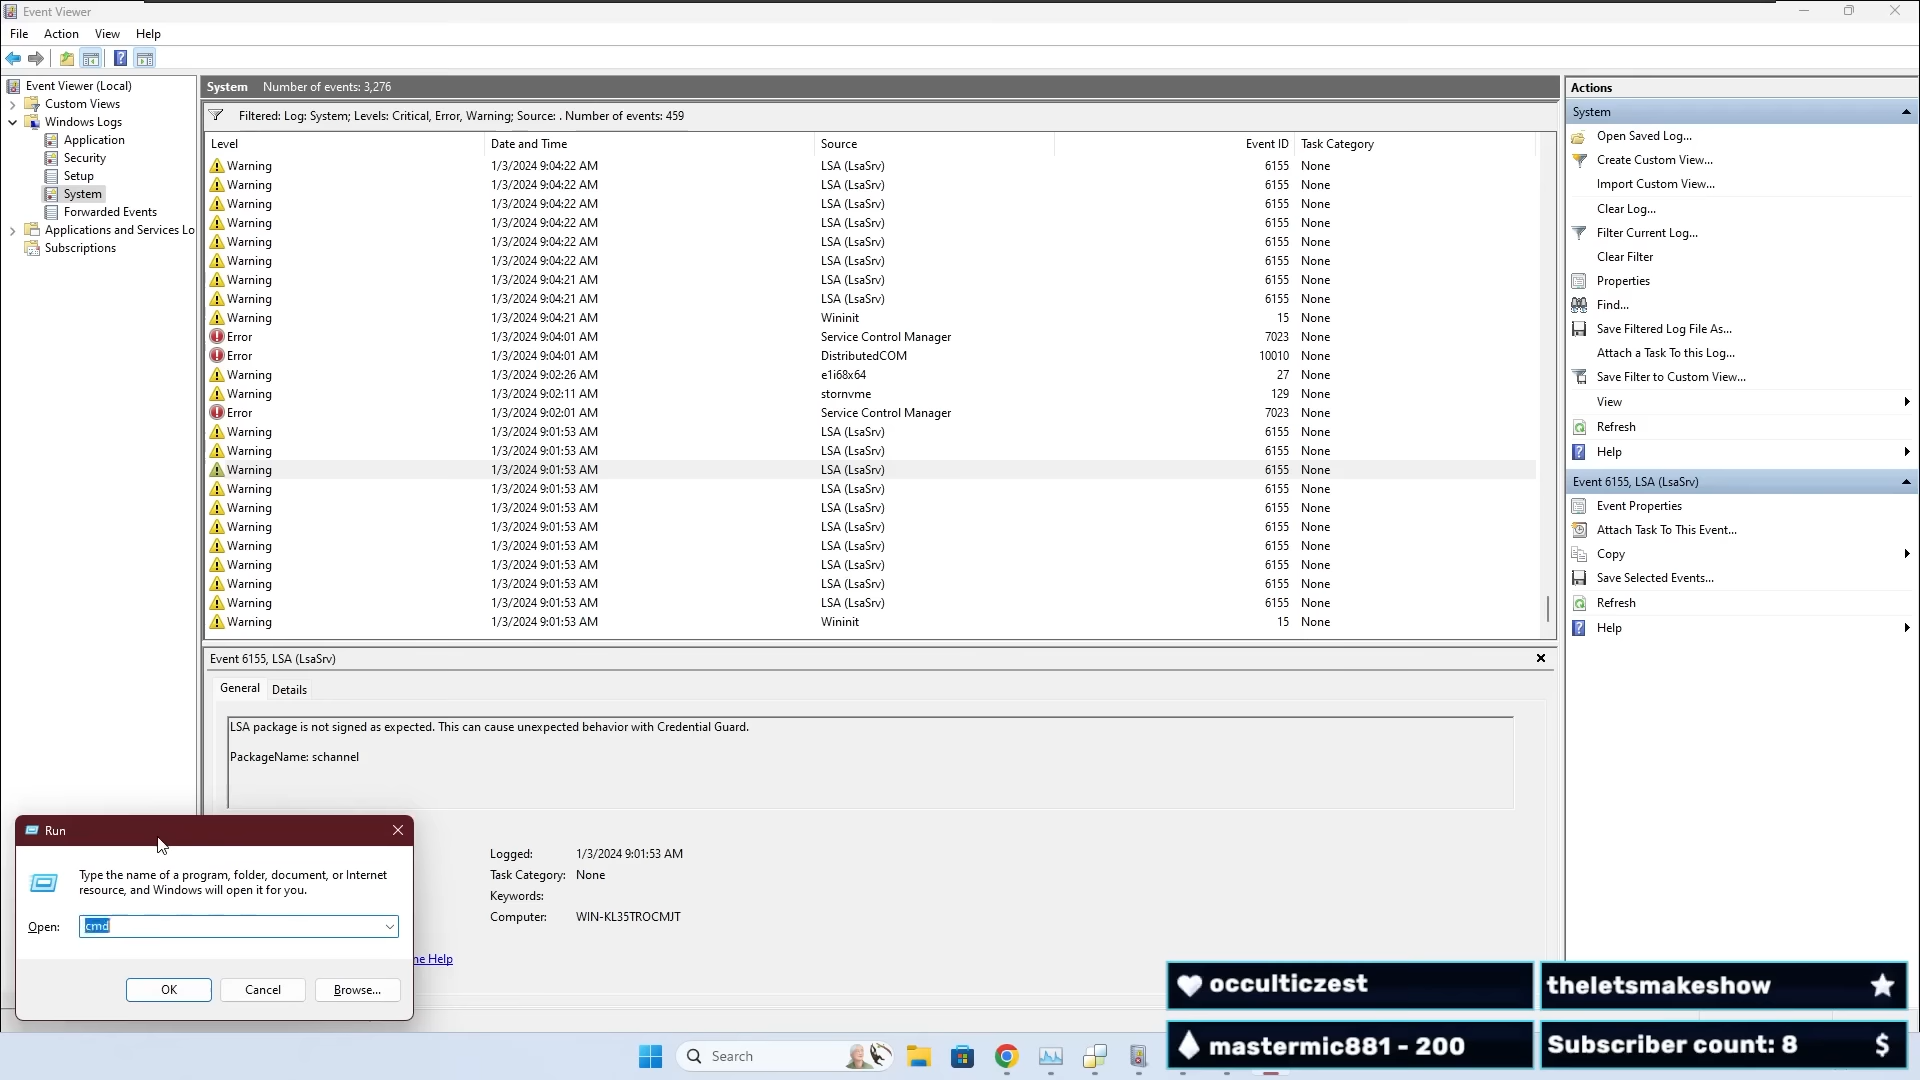 Event Viewer
File Action View Help
Event Viewer (Local)
Custom Views
Windows Logs
Application
Security
Setup
System
Forwarded Events
Applications and Services Lo
Subscriptions
System Number of events: 3,276
Filtered: Log: System; Levels: Critical, Error, Warning; Source: . Number of events: 459
Level Date and Time Source Event ID Task Category
Warning 1/3/2024 9:04:22 AM LSA (LsaSrv) 6155 None
Warning 1/3/2024 9:04:22 AM LSA (LsaSrv) 6155 None
Warning 1/3/2024 9:04:22 AM LSA (LsaSrv) 6155 None
Warning 1/3/2024 9:04:22 AM LSA (LsaSrv) 6155 None
Warning 1/3/2024 9:04:22 AM LSA (LsaSrv) 6155 None
Warning 1/3/2024 9:04:22 AM LSA (LsaSrv) 6155 None
Warning 1/3/2024 9:04:21 AM LSA (LsaSrv) 6155 None
Warning 1/3/2024 9:04:21 AM LSA (LsaSrv) 6155 None
Warning 1/3/2024 9:04:21 AM Wininit 15 None
Error 1/3/2024 9:04:01 AM Service Control Manager 7023 None
Error 1/3/2024 9:04:01 AM DistributedCOM 10010 None
Warning 1/3/2024 9:02:26 AM e1i68x64 27 None
Warning 1/3/2024 9:02:11 AM stornvme 129 None
Error 1/3/2024 9:02:01 AM Service Control Manager 7023 None
Warning 1/3/2024 9:01:53 AM LSA (LsaSrv) 6155 None
Warning 1/3/2024 9:01:53 AM LSA (LsaSrv) 6155 None
Warning 1/3/2024 9:01:53 AM LSA (LsaSrv) 6155 None
Warning 1/3/2024 9:01:53 AM LSA (LsaSrv) 6155 None
Warning 1/3/2024 9:01:53 AM LSA (LsaSrv) 6155 None
Warning 1/3/2024 9:01:53 AM LSA (LsaSrv) 6155 None
Warning 1/3/2024 9:01:53 AM LSA (LsaSrv) 6155 None
Warning 1/3/2024 9:01:53 AM LSA (LsaSrv) 6155 None
Warning 1/3/2024 9:01:53 AM LSA (LsaSrv) 6155 None
Warning 1/3/2024 9:01:53 AM LSA (LsaSrv) 6155 None
Warning 1/3/2024 9:01:53 AM Wininit 15 None
Event 6155, LSA (LsaSrv)
General Details
LSA package is not signed as expected. This can cause unexpected behavior with Credential Guard.
PackageName: schannel
Logged: 1/3/2024 9:01:53 AM
Task Category: None
Keywords:
Computer: WIN-KL35TROCMJT
ne Help
Actions
System
Open Saved Log...
Create Custom View...
Import Custom View...
Clear Log...
Filter Current Log...
Clear Filter
Properties
Find...
Save Filtered Log File As...
Attach a Task To this Log...
Save Filter to Custom View...
View
Refresh
Help
Event 6155, LSA (LsaSrv)
Event Properties
Attach Task To This Event...
Copy
Save Selected Events...
Refresh
Help
Run
Type the name of a program, folder, document, or Internet
resource, and Windows will open it for you.
Open: cmd
OK Cancel Browse...
occulticzest
theletsmakeshow
mastermic881 - 200
Subscriber count: 8 $
Search